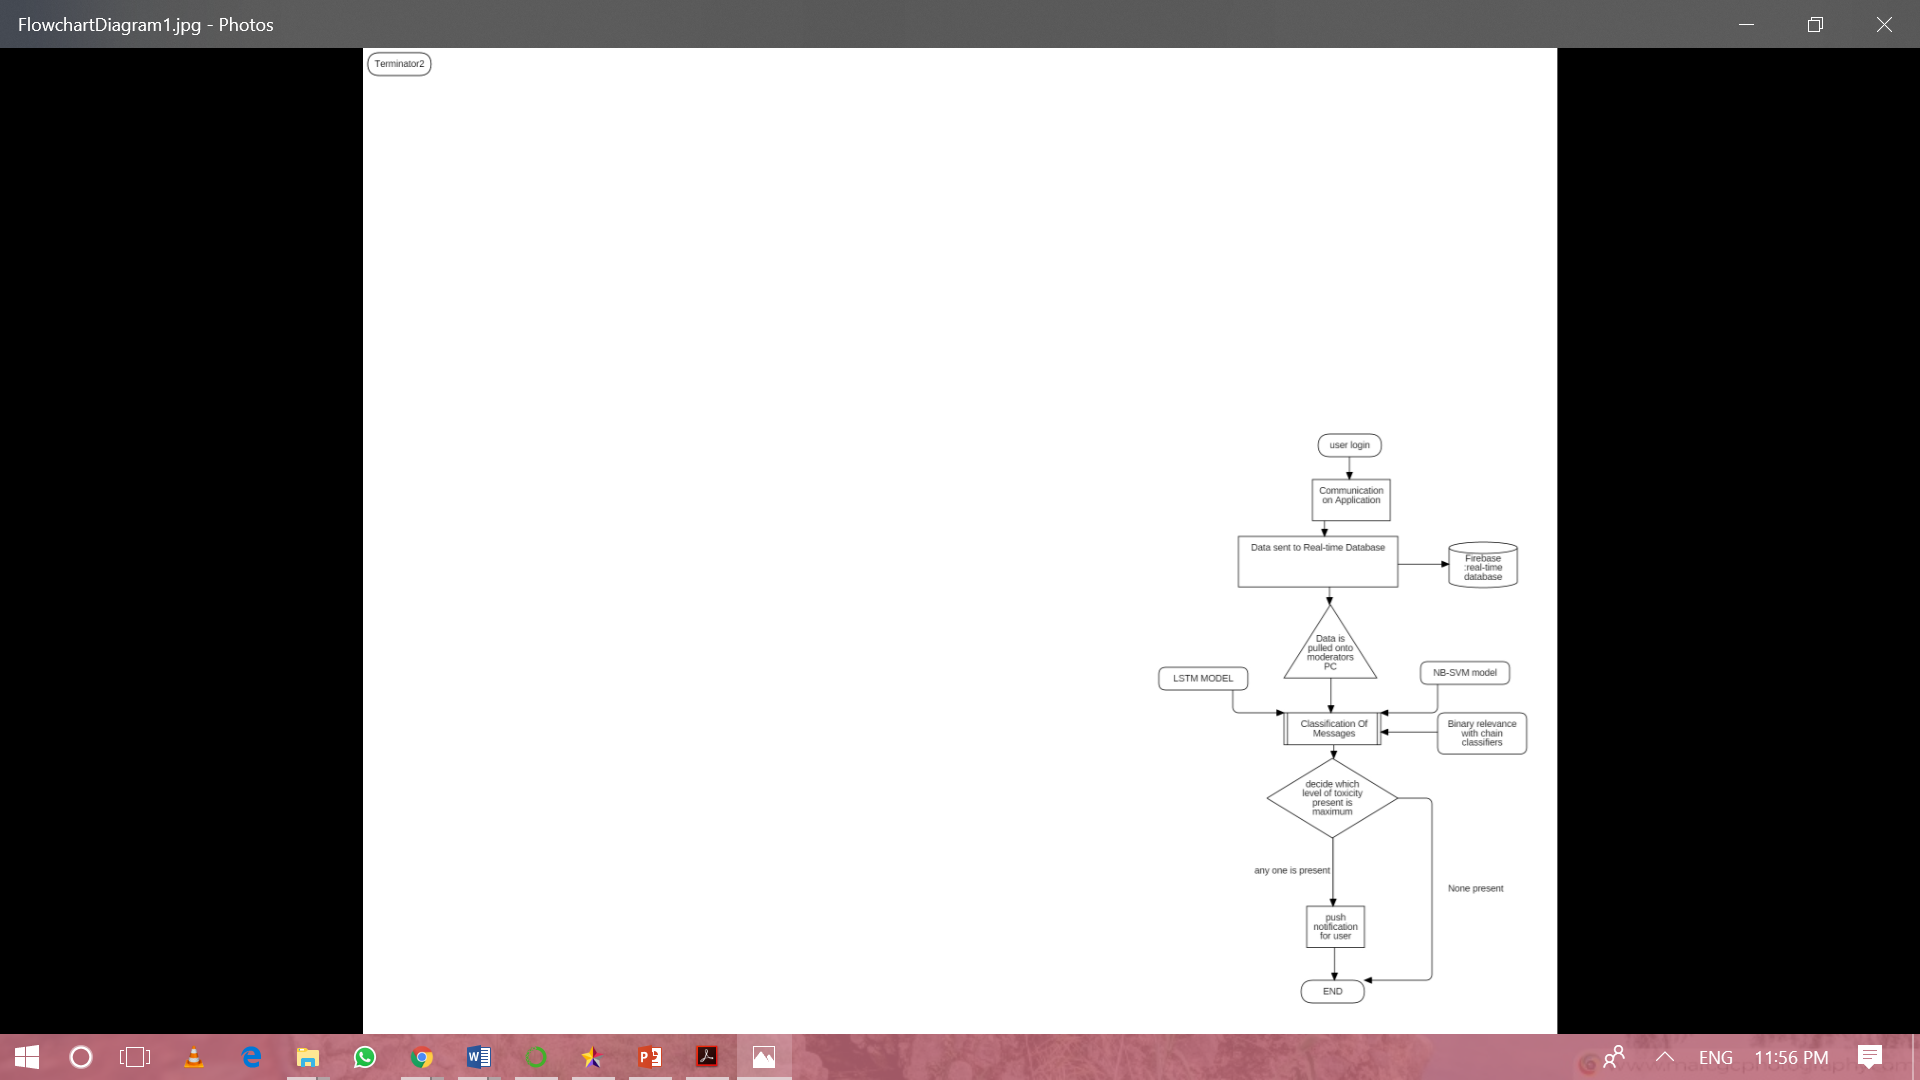 FlowchartDiagram1.jpg - Photos
Terminator2
user login
Communication
on Application
Data sent to Real-time Database
Firebase
:real-time
database
Data is
pulled onto
moderators
PC
LSTM MODEL
NB-SVM model
Classification Of
Messages
Binary relevance
with chain
classifiers
decide which
level of toxicity
present is
maximum
any one is present
None present
push
notification
for user
END
ENG
11:56 PM